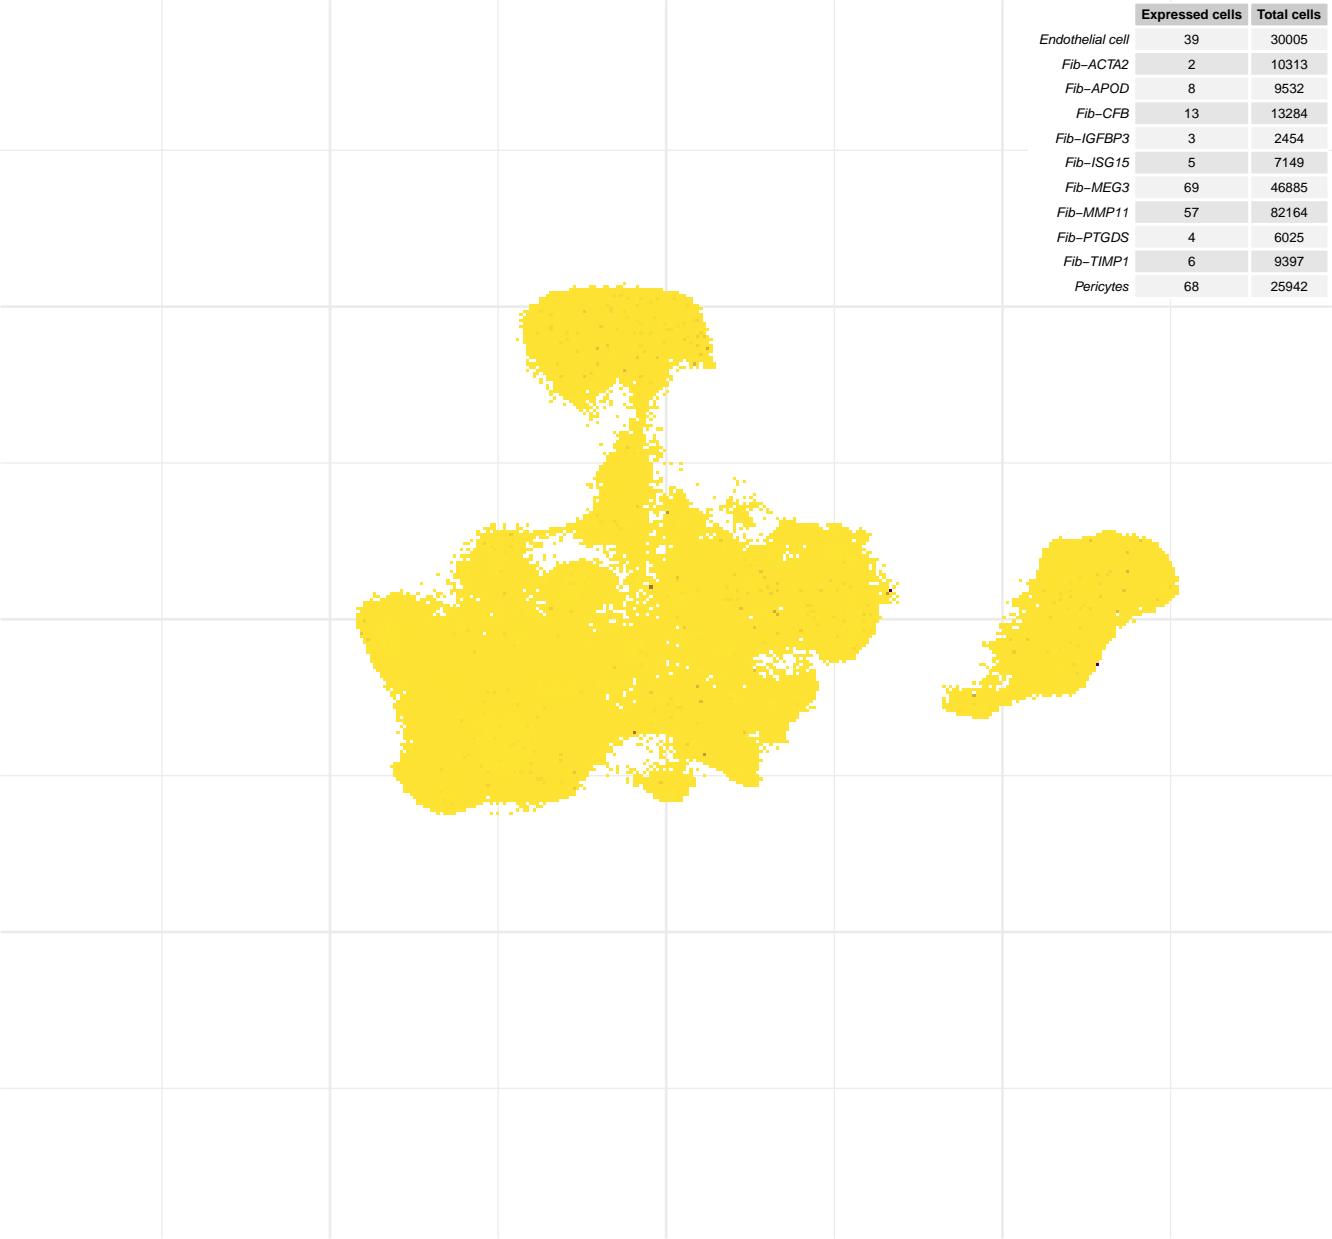 Expressed cells Total cells
Endothelial cell 39 30005
Fib−ACTA2 2 10313
Fib−APOD 8 9532
Fib−CFB 13 13284
Fib−IGFBP3 3 2454
Fib−ISG15 5 7149
Fib−MEG3 69 46885
Fib−MMP11 57 82164
Fib−PTGDS 4 6025
Fib−TIMP1 6 9397
Pericytes 68 25942